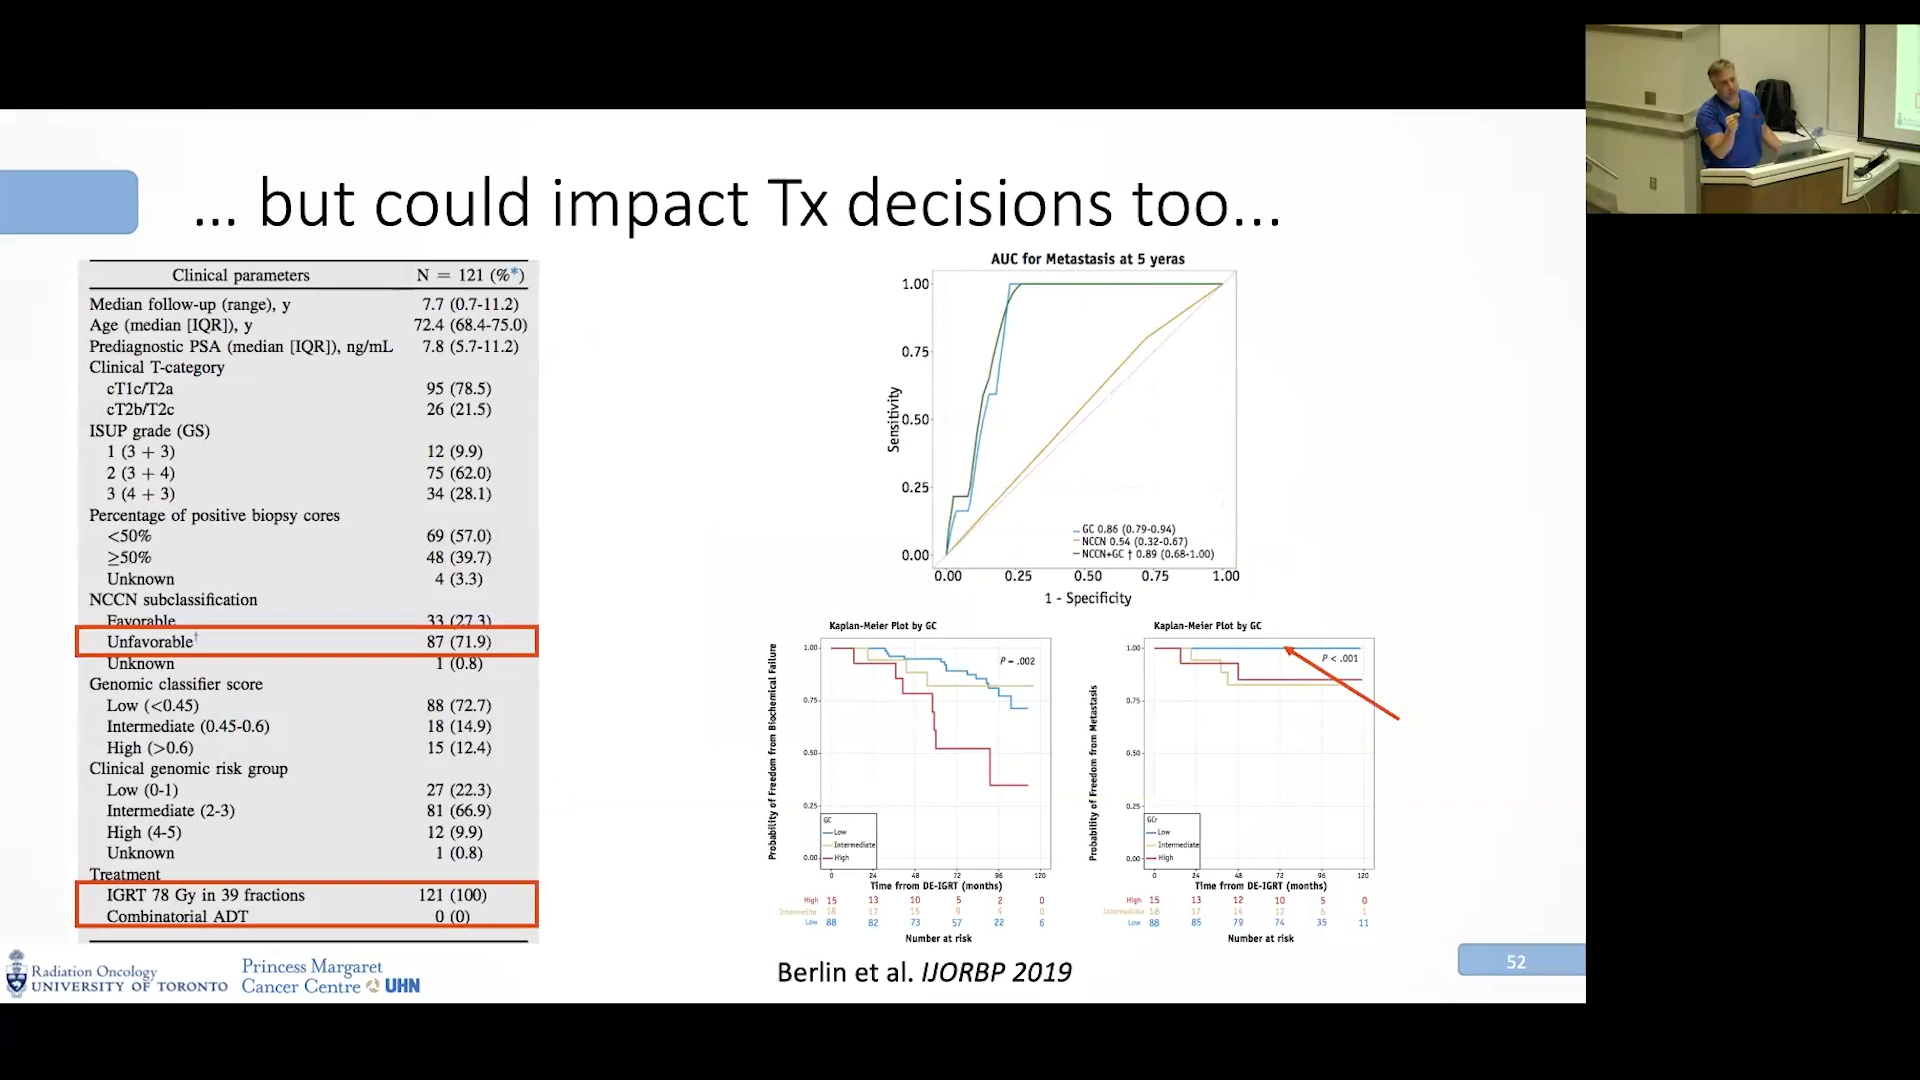 ... but could impact Tx decisions too...
Clinical parameters N = 121 (%*)
Median follow-up (range), y 7.7 (0.7-11.2)
Age (median [IQR]), y 72.4 (68.4-75.0)
Prediagnostic PSA (median [IQR]), ng/mL 7.8 (5.7-11.2)
Clinical T-category
cT1c/T2a 95 (78.5)
cT2b/T2c 26 (21.5)
ISUP grade (GS)
1 (3 + 3) 12 (9.9)
2 (3 + 4) 75 (62.0)
3 (4 + 3) 34 (28.1)
Percentage of positive biopsy cores
<50% 69 (57.0)
≥50% 48 (39.7)
Unknown 4 (3.3)
NCCN subclassification
Favorable 33 (27.3)
Unfavorable† 87 (71.9)
Unknown 1 (0.8)
Genomic classifier score
Low (<0.45) 88 (72.7)
Intermediate (0.45-0.6) 18 (14.9)
High (>0.6) 15 (12.4)
Clinical genomic risk group
Low (0-1) 27 (22.3)
Intermediate (2-3) 81 (66.9)
High (4-5) 12 (9.9)
Unknown 1 (0.8)
Treatment
IGRT 78 Gy in 39 fractions 121 (100)
Combinatorial ADT 0 (0)
AUC for Metastasis at 5 yeras
Sensitivity
1.00
0.75
0.50
0.25
0.00
GC 0.86 (0.79-0.94)
NCCN 0.54 (0.32-0.67)
NCCN+GC † 0.89 (0.68-1.00)
0.00 0.25 0.50 0.75 1.00
1 - Specificity
Kaplan-Meier Plot by GC
Probability of Freedom from Biochemical Failure
1.00
0.75
0.50
0.25
0.00
P = .002
GC
Low
Intermediate
High
0 24 48 72 96 120
Time frrom DE-IGRT (months)
High 15 13 10 5 2 0
Intermedite 18 17 15 9 4 0
Low 88 82 73 57 22 6
Number at risk
Kaplan-Meier Plot by GC
Probability of Freedom from Metastasis
1.00
0.75
0.50
0.25
0.00
P < .001
GCr
Low
Intermediate
High
0 24 48 72 96 120
Time frrom DE-IGRT (months)
High 15 13 12 10 5 0
18 17 14 12 6 1
Low 88 85 79 74 35 11
Number at risk
Berlin et al. IJORBP 2019
Radiation Oncology
UNIVERSITY OF TORONTO
Princess Margaret
Cancer Centre UHN
52